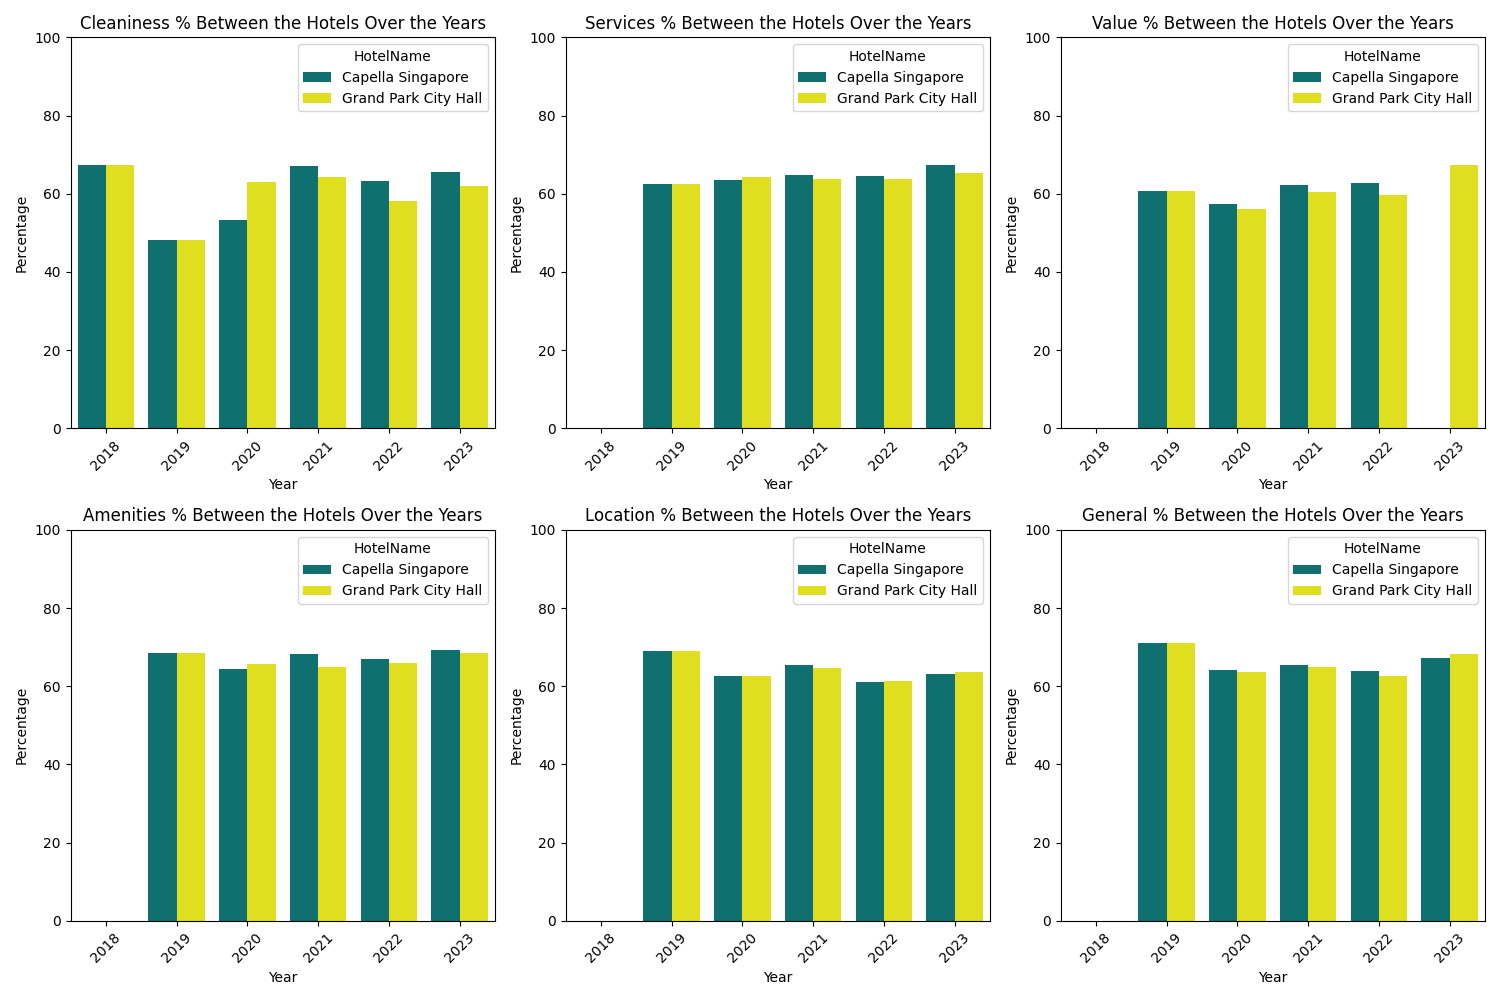 Cleaniness % Between the Hotels Over the Years
HotelName
Capella Singapore
Grand Park City Hall
Percentage
100
80
60
40
20
0
2018
2019
2020
2021
2022
2023
Year
Services % Between the Hotels Over the Years
HotelName
Capella Singapore
Grand Park City Hall
Percentage
100
80
60
40
20
0
2018
2019
2020
2021
2022
2023
Year
Value % Between the Hotels Over the Years
HotelName
Capella Singapore
Grand Park City Hall
Percentage
100
80
60
40
20
0
2018
2019
2020
2021
2022
2023
Year
Amenities % Between the Hotels Over the Years
HotelName
Capella Singapore
Grand Park City Hall
Percentage
100
80
60
40
20
0
2018
2019
2020
2021
2022
2023
Year
Location % Between the Hotels Over the Years
HotelName
Capella Singapore
Grand Park City Hall
Percentage
100
80
60
40
20
0
2018
2019
2020
2021
2022
2023
Year
General % Between the Hotels Over the Years
HotelName
Capella Singapore
Grand Park City Hall
Percentage
100
80
60
40
20
0
2018
2019
2020
2021
2022
2023
Year